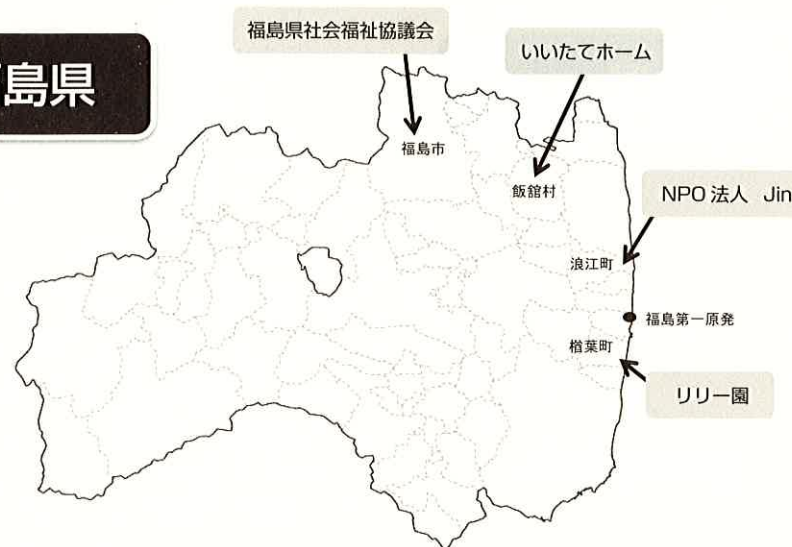 島県
福島県社会福祉協議会
いいたてホーム
福島市
飯舘村
NPO 法人 Jin
浪江町
福島第一原発
楢葉町
リリー園